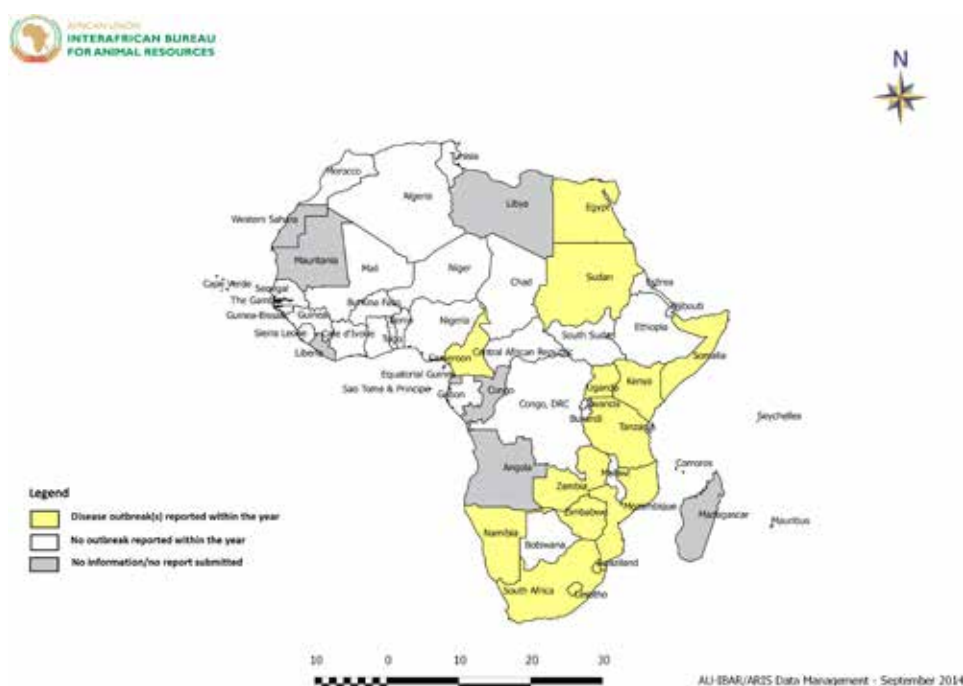 AFRICAN UNION
INTERAFRICAN BUREAU
FOR ANIMAL RESOURCES
N
Tunisia
Morocco
Algeria
Libya
Egypt
Western Sahara
Mauritania
Mali
Niger
Chad
Sudan
Eritrea
Cape Verde
Senegal
The Gambia
Guinea-Bissau
Guinea
Burkina Faso
Benin
Nigeria
Djibouti
Ethiopia
South Sudan
Sierra Leone
Cote d'Ivoire
Togo
Liberia
Cameroon
Central African Republic
Somalia
Equatorial Guinea
Sao Tome & Principe
Gabon
Congo
Congo, DRC
Uganda
Kenya
Rwanda
Burundi
Tanzania
Seychelles
Angola
Zambia
Malawi
Comoros
Mozambique
Madagascar
Mauritius
Zimbabwe
Namibia
Botswana
Swaziland
South Africa
Lesotho
Legend
Disease outbreak(s) reported within the year
No outbreak reported within the year
No information/no report submitted
10 0 10 20 30
AU-IBAR/ARIS Data Management - September 2014